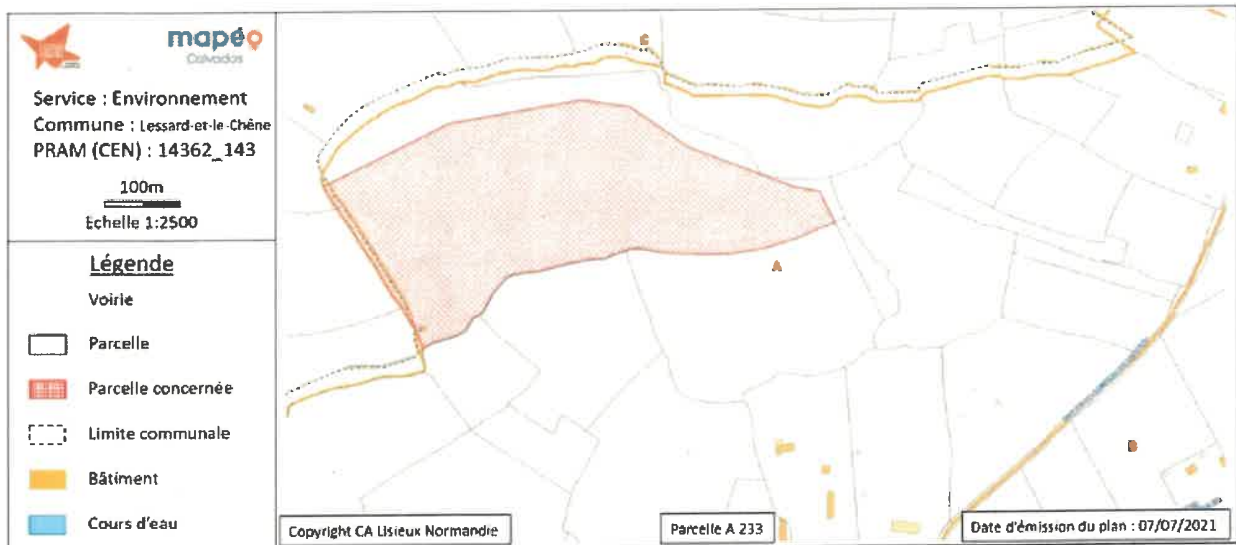 mapéo
Calvados
Service : Environnement
Commune : Lessard-et-le-Chêne
PRAM (CEN) : 14362_143
100m
Echelle 1:2500
Légende
Voirie
Parcelle
Parcelle concernée
Limite communale
Bâtiment
Cours d'eau
A
B
Copyright CA Lisieux Normandie
Parcelle A 233
Date d'émission du plan : 07/07/2021